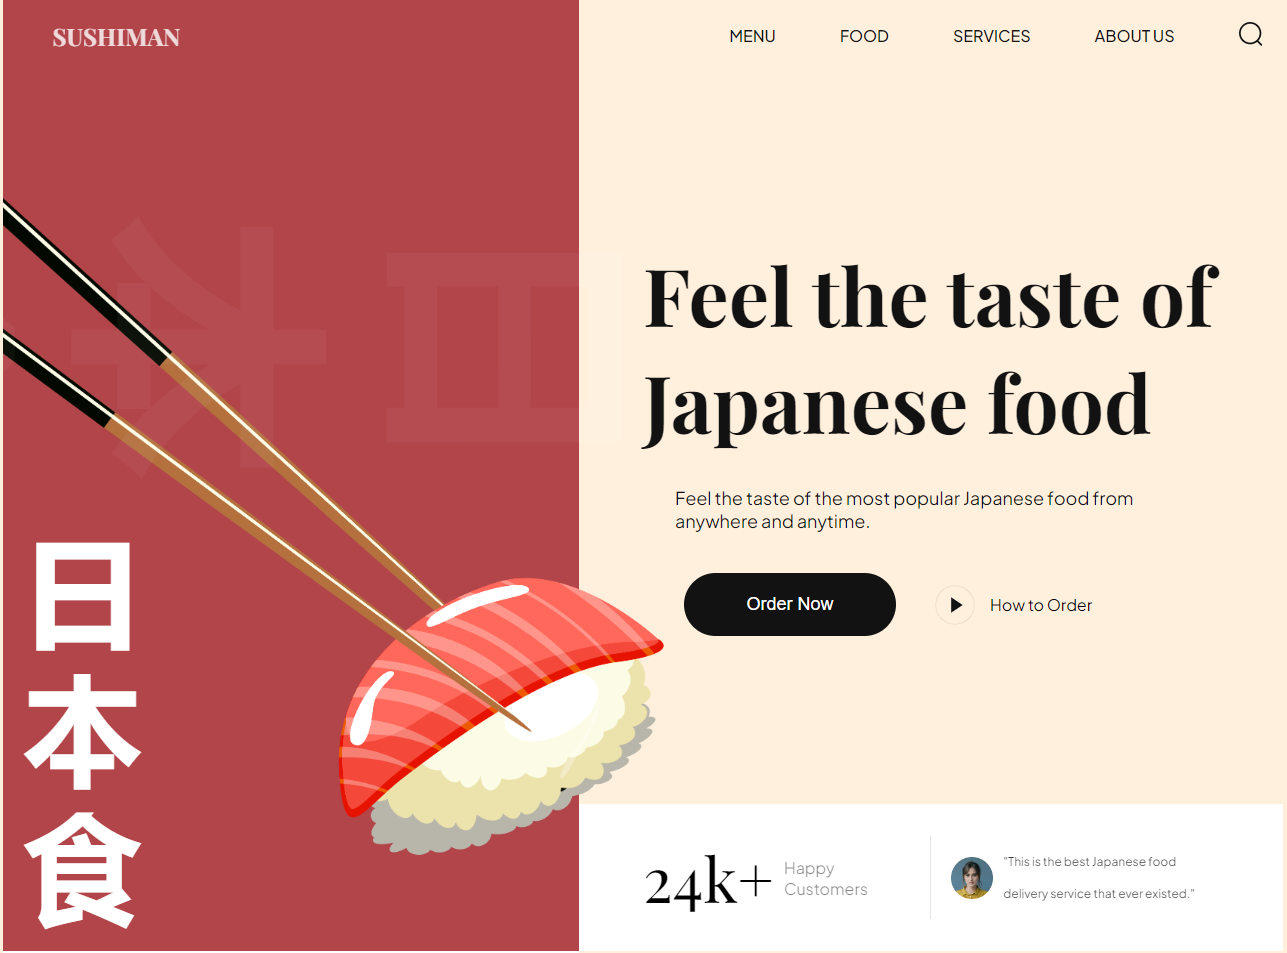 SUSHIMAN
MENU
FOOD
SERVICES
ABOUT US
Feel the taste of
Japanese food
Feel the taste of the most popular Japanese food from
anywhere and anytime.
Order Now
How to Order
日
本
食
24k+
Happy
Customers
"This is the best Japanese food
delivery service that ever existed."